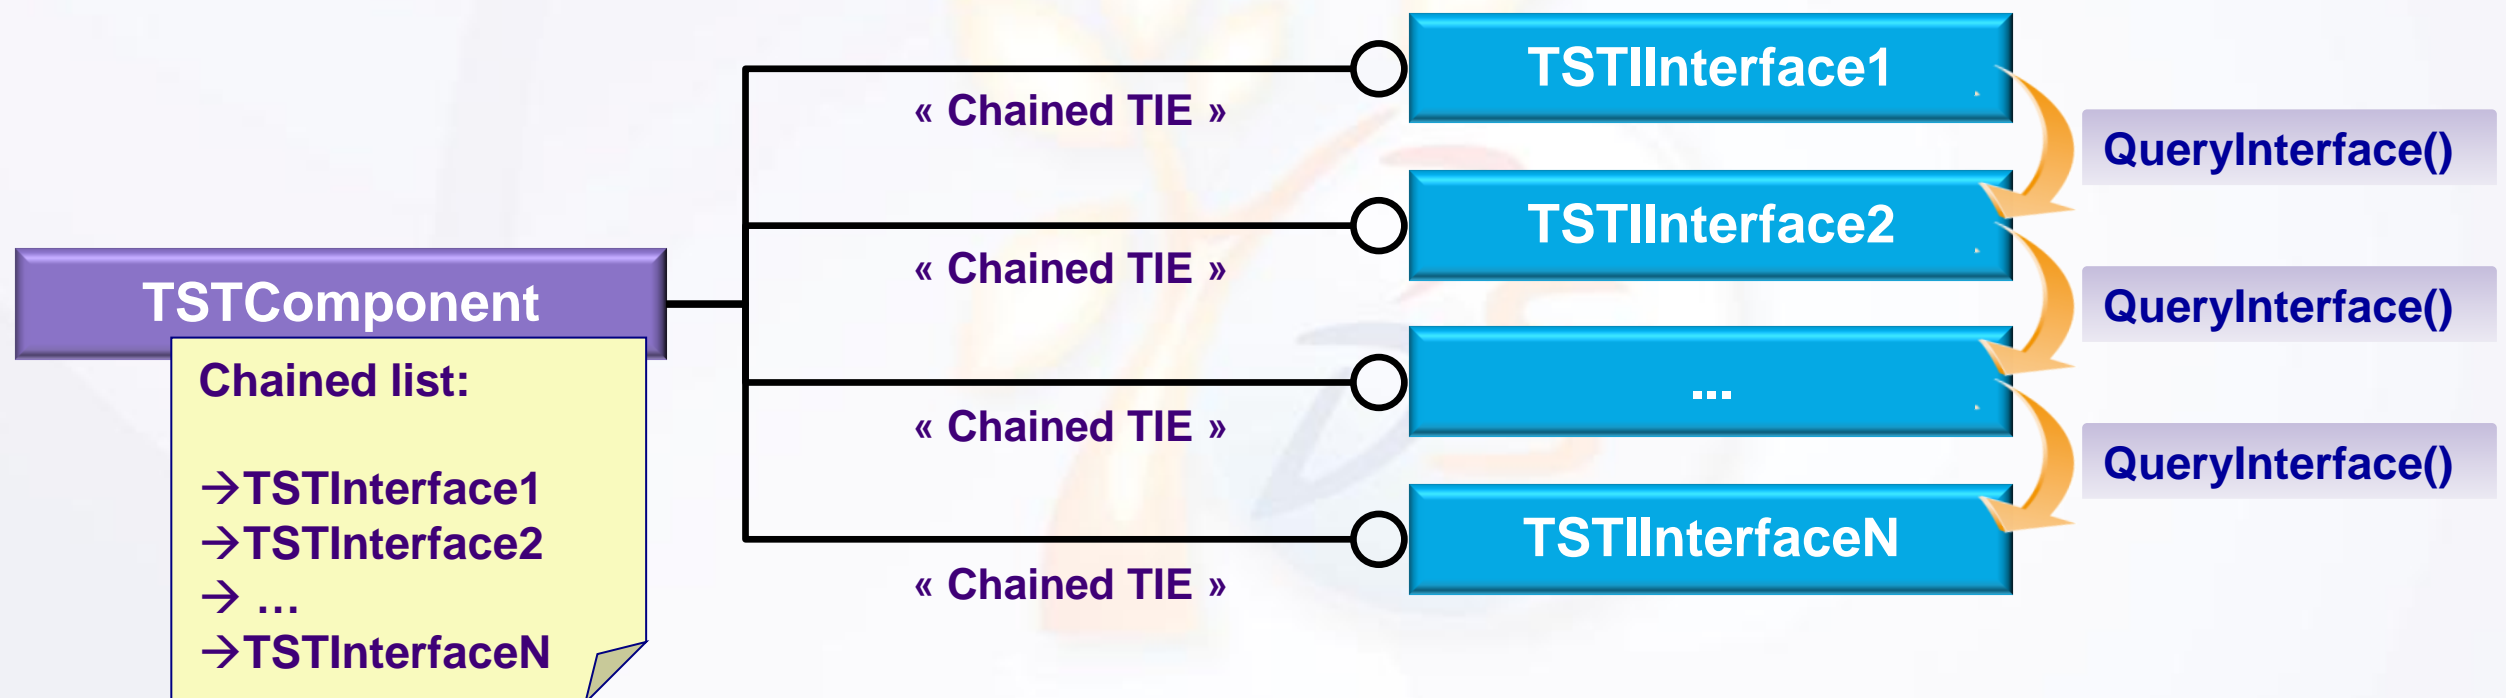 TSTIInterface1
« Chained TIE »
QueryInterface()
TSTIInterface2
« Chained TIE »
QueryInterface()
TSTComponent
Chained list:
→TSTInterface1
→TSTInterface2
→ …
→TSTInterfaceN
...
« Chained TIE »
QueryInterface()
TSTIInterfaceN
« Chained TIE »